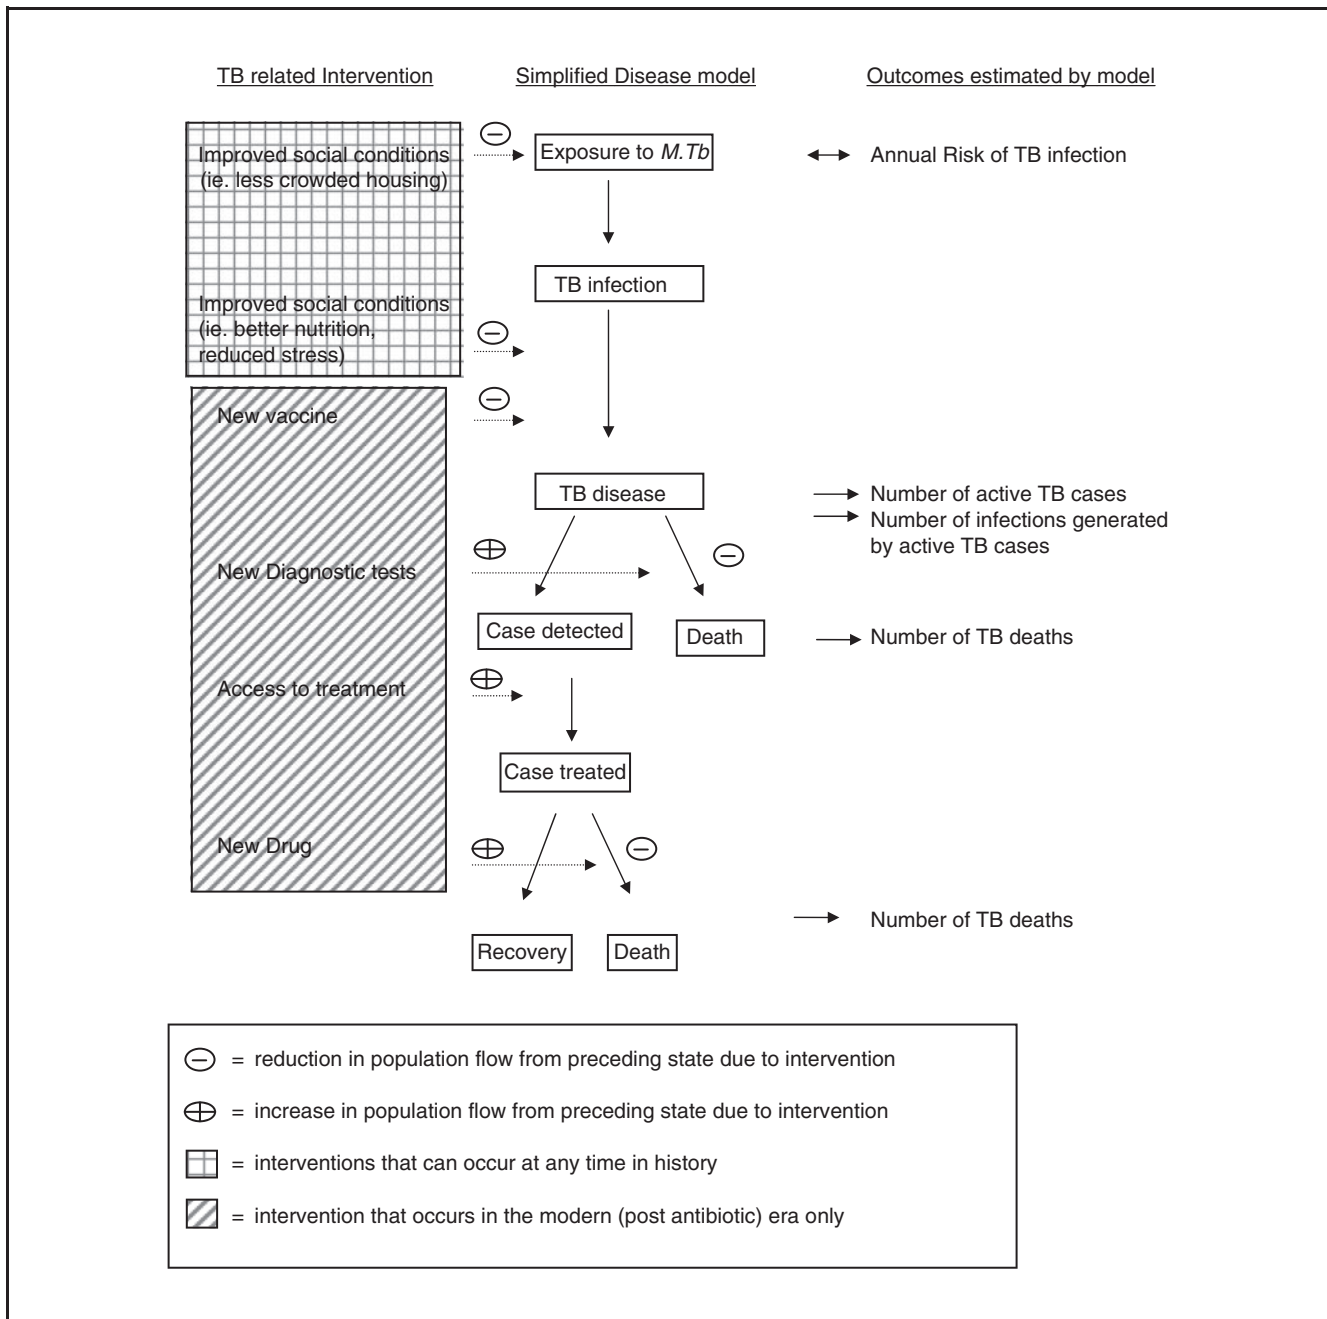 TB related Intervention
Simplified Disease model
Outcomes estimated by model
Improved social conditions
(ie. less crowded housing)
Exposure to M.Tb
Annual Risk of TB infection
TB infection
Improved social conditions
(ie. better nutrition,
reduced stress)
New vaccine
TB disease
Number of active TB cases
Number of infections generated
by active TB cases
New Diagnostic tests
Case detected
Death
Number of TB deaths
Access to treatment
Case treated
New Drug
Number of TB deaths
Recovery
Death
= reduction in population flow from preceding state due to intervention
= increase in population flow from preceding state due to intervention
= interventions that can occur at any time in history
= intervention that occurs in the modern (post antibiotic) era only